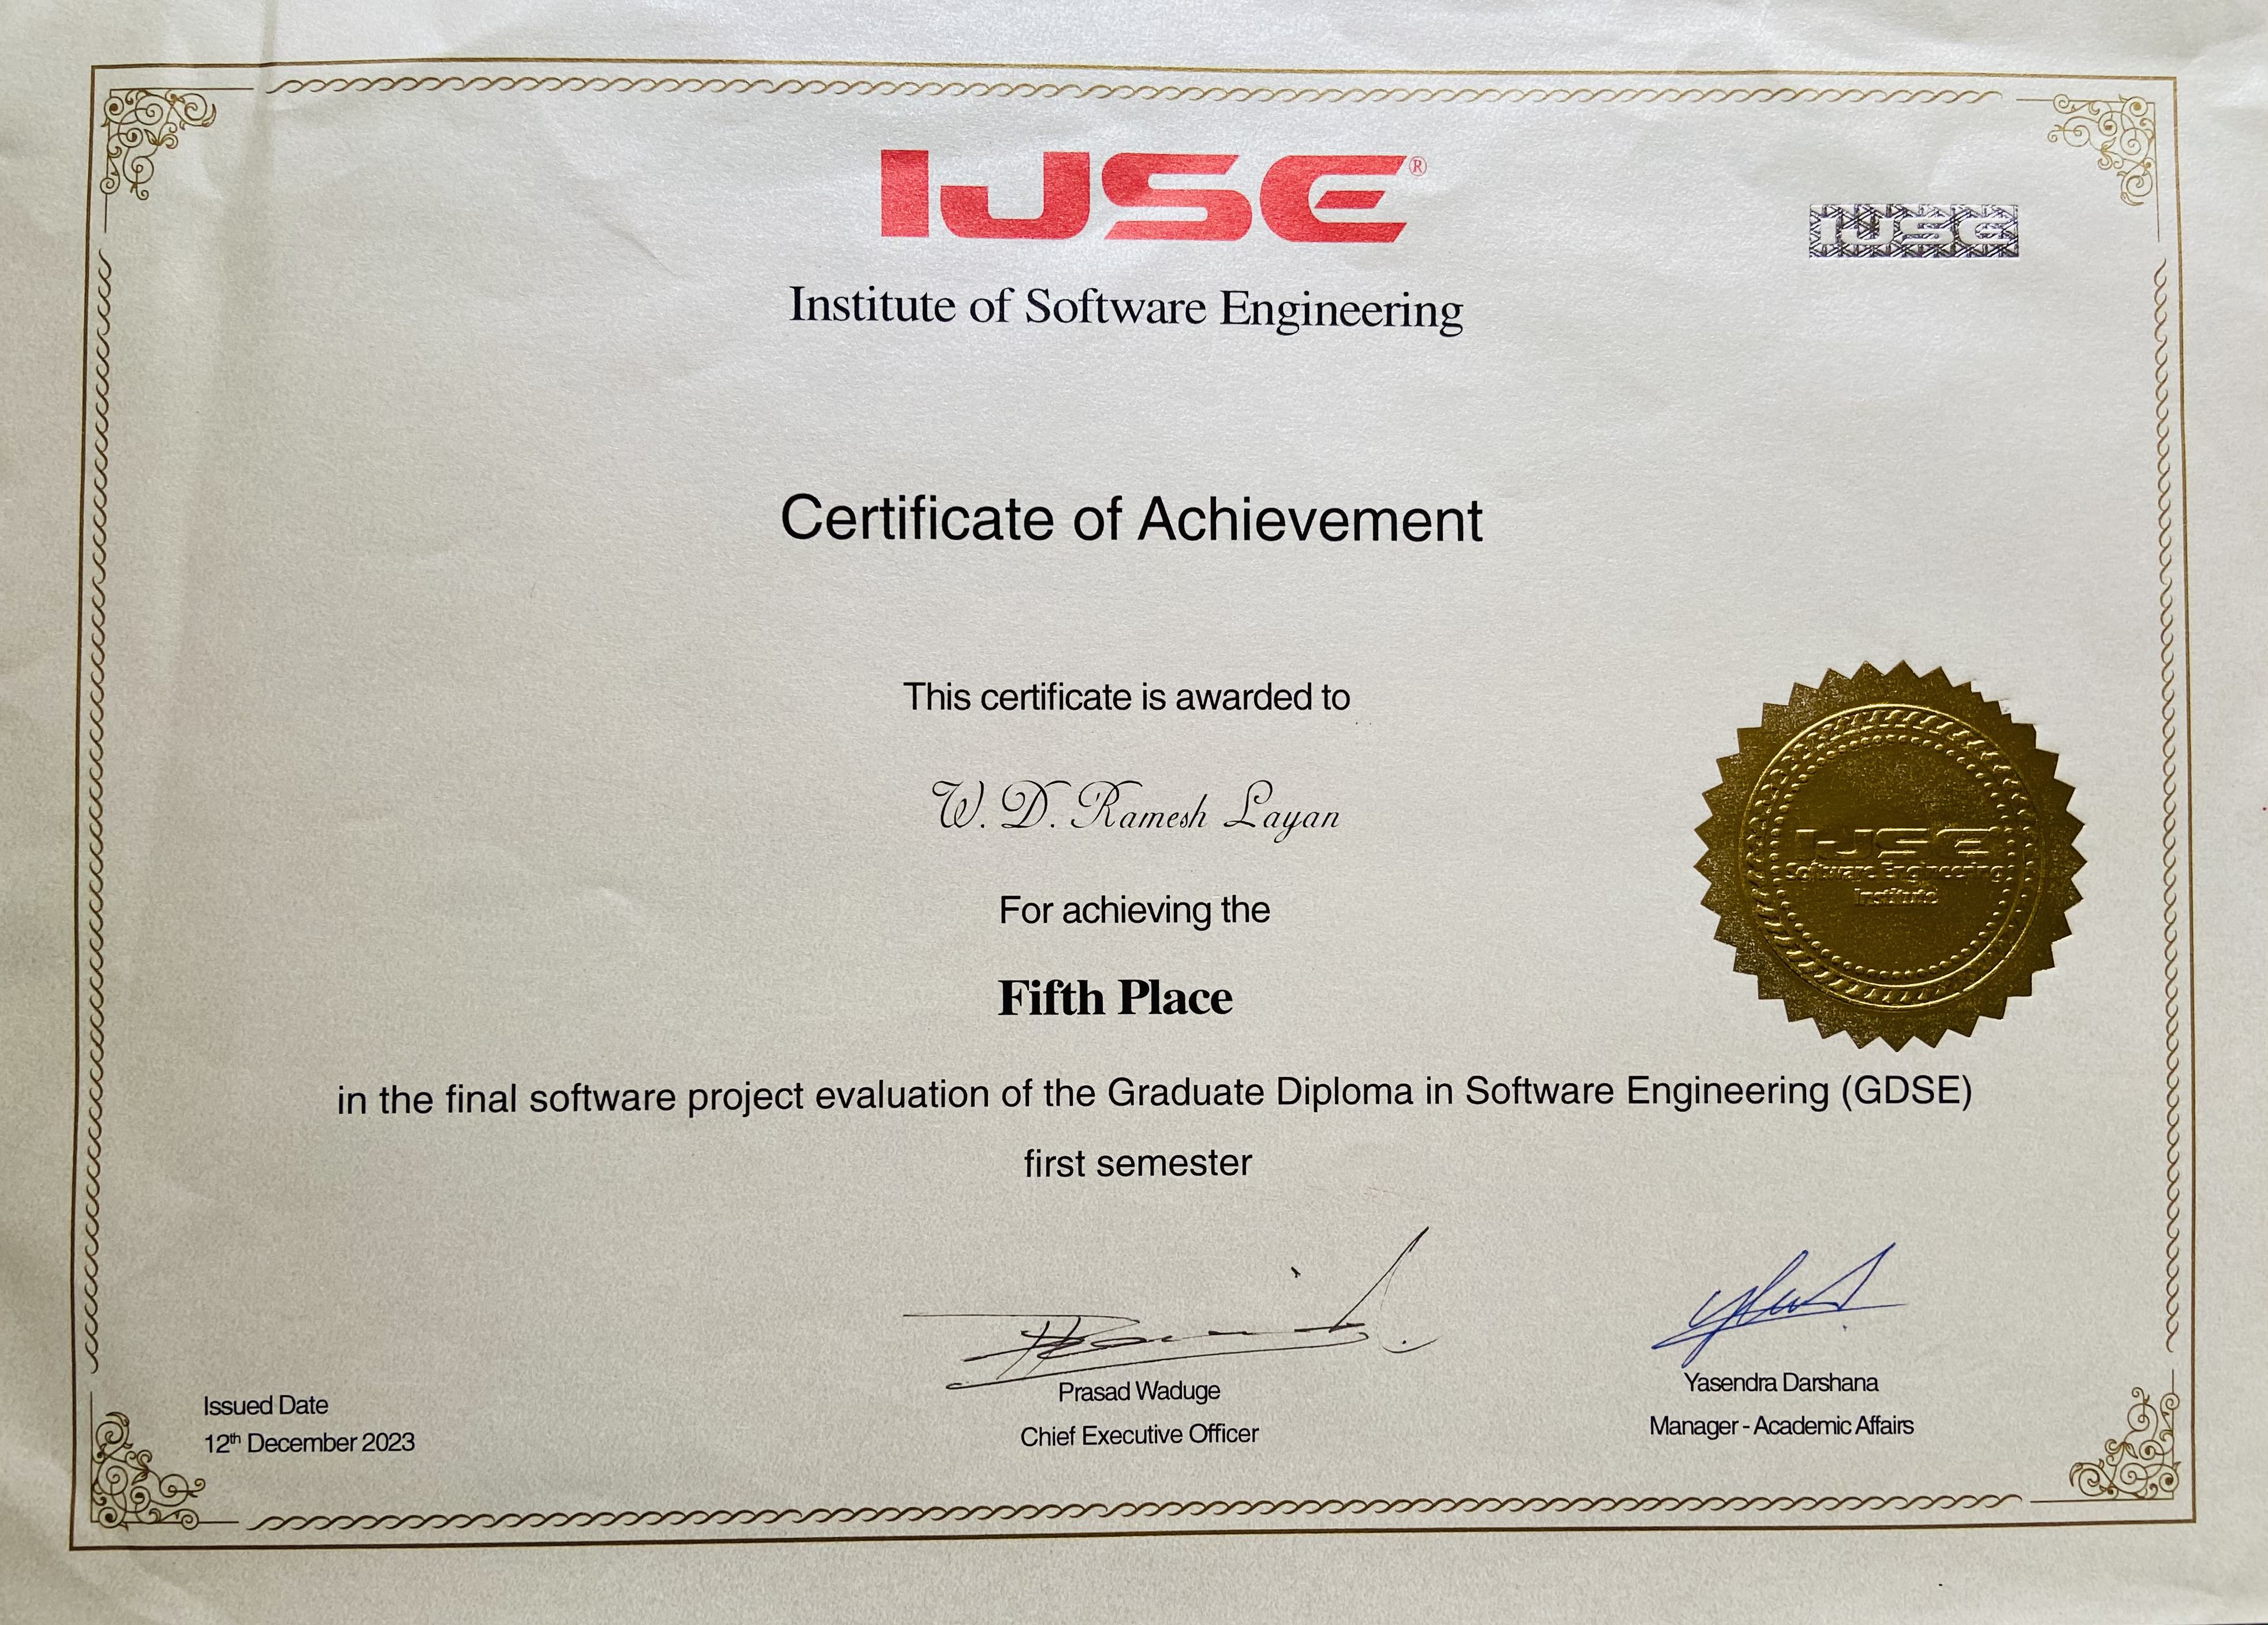 IJSE®
IJSE
Institute of Software Engineering
Certificate of Achievement
This certificate is awarded to
W. D. Ramesh Layan
For achieving the
Fifth Place
IJSE
Software Engineering
Institute
in the final software project evaluation of the Graduate Diploma in Software Engineering (GDSE)
first semester
Issued Date
12th December 2023
Prasad Waduge
Chief Executive Officer
Yasendra Darshana
Manager - Academic Affairs